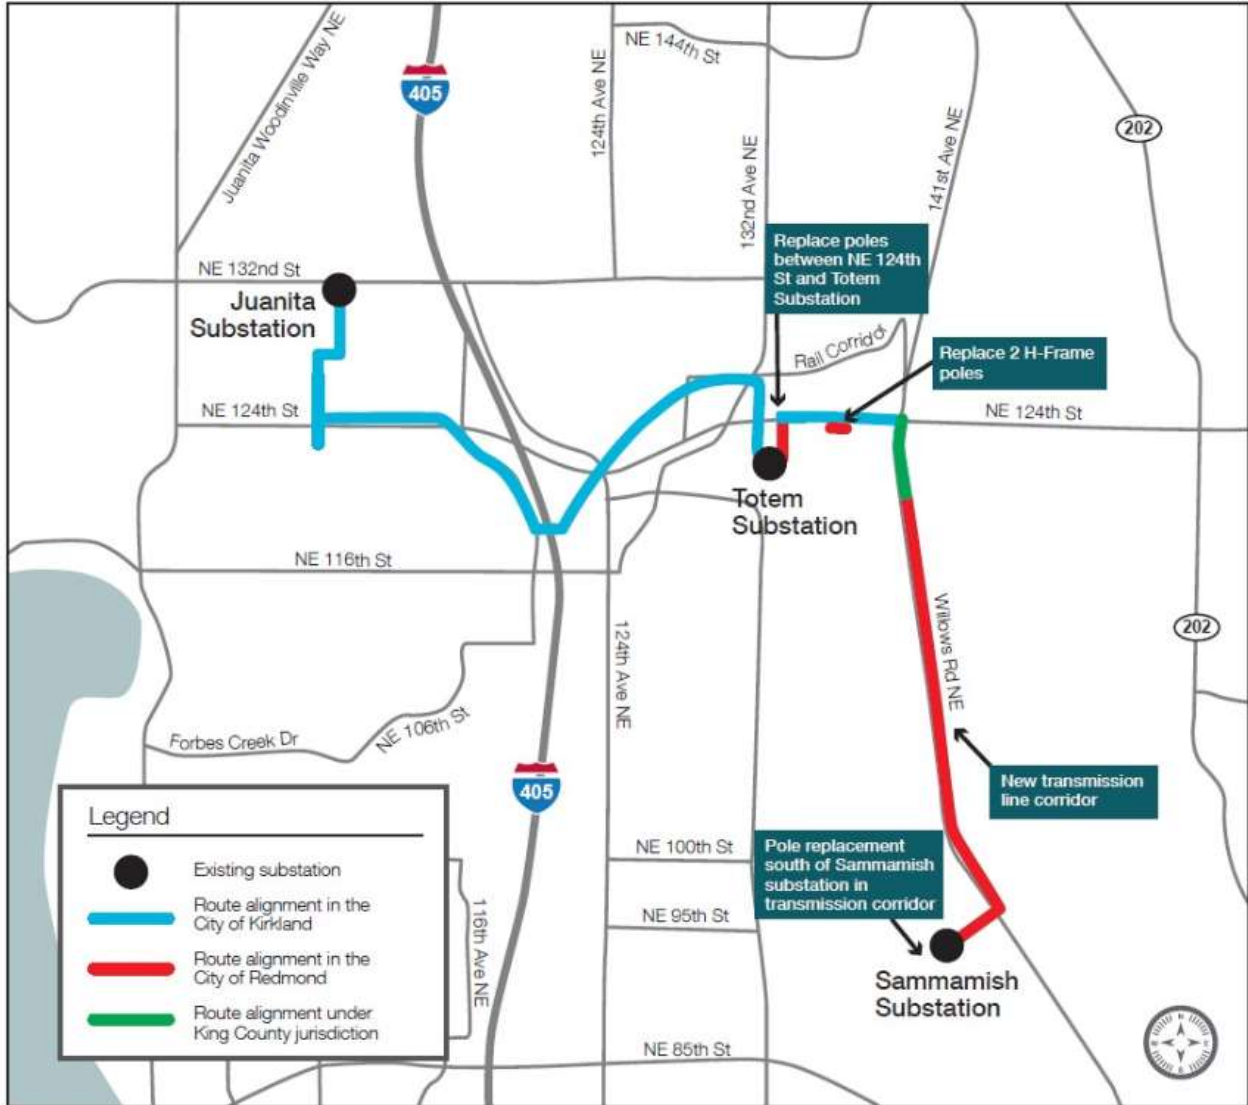 NE 144th St
Juanita Woodinville Way NE
405
124th Ave NE
202
132nd Ave NE
141st Ave NE
Replace poles
between NE 124th
St and Totem
Substation
NE 132nd St
Juanita
Substation
Rail Corridor
Replace 2 H-Frame
poles
NE 124th St
NE 124th St
Totem
Substation
NE 116th St
Willows Rd NE
202
124th Ave NE
NE 106th St
Forbes Creek Dr
405
New transmission
line corridor
Legend
Existing substation
Route alignment in the
City of Kirkland
Route alignment in the
City of Redmond
Route alignment under
King County jurisdiction
116th Ave NE
NE 100th St
Pole replacement
south of Sammamish
substation in
transmission corridor
NE 95th St
Sammamish
Substation
NE 85th St